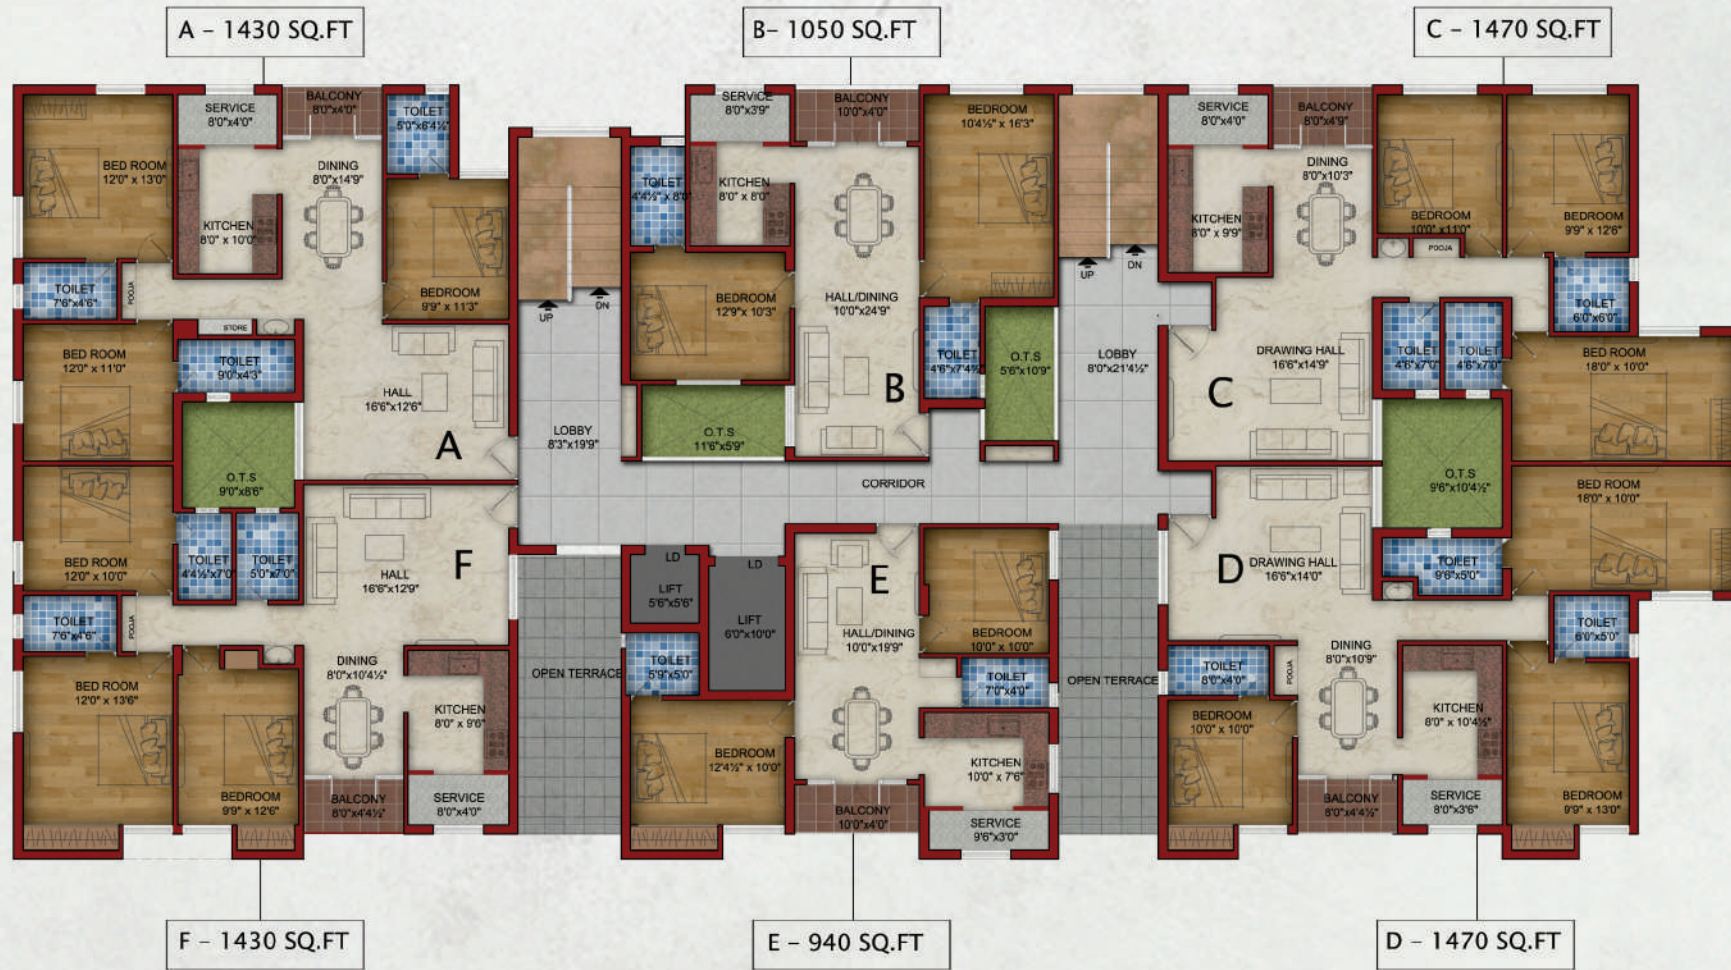 A – 1430 SQ.FT
B– 1050 SQ.FT
C – 1470 SQ.FT
BED ROOM
12'0" x 13'0"
SERVICE
8'0"x4'0"
BALCONY
8'0"x4'0"
TOILET
5'0"x6'4½"
DINING
8'0"x14'9"
KITCHEN
8'0" x 10'0"
BEDROOM
9'9" x 11'3"
TOILET
7'6"x4'6"
POOJA
STORE
BED ROOM
12'0" x 11'0"
TOILET
9'0"x4'3"
HALL
16'6"x12'6"
A
O.T.S
9'0"x8'6"
UP
DN
LOBBY
8'3"x19'9"
SERVICE
8'0"x3'9"
BALCONY
10'0"x4'0"
BEDROOM
10'4½" x 16'3"
TOILET
4'4½" x 8'0"
KITCHEN
8'0" x 8'0"
BEDROOM
12'9" x 10'3"
HALL/DINING
10'0"x24'9"
TOILET
4'6"x7'4½"
O.T.S
5'6"x10'9"
B
O.T.S
11'6"x5'9"
UP
DN
LOBBY
8'0"x21'4½"
CORRIDOR
SERVICE
8'0"x4'0"
BALCONY
8'0"x4'9"
DINING
8'0"x10'3"
BEDROOM
10'0" x11'0"
BEDROOM
9'9" x 12'6"
KITCHEN
8'0" x 9'9"
POOJA
TOILET
6'0"x6'0"
DRAWING HALL
16'6"x14'9"
TOILET
4'6"x7'0"
TOILET
4'6"x7'0"
BED ROOM
18'0" x 10'0"
C
O.T.S
9'6"x10'4½"
BED ROOM
12'0" x 10'0"
TOILET
4'4½"x7'0"
TOILET
5'0"x7'0"
HALL
16'6"x12'9"
F
TOILET
7'6"x4'6"
POOJA
BED ROOM
12'0" x 13'6"
BEDROOM
9'9" x 12'6"
DINING
8'0"x10'4½"
KITCHEN
8'0" x 9'6"
BALCONY
8'0"x4'4½"
SERVICE
8'0"x4'0"
OPEN TERRACE
LD
LIFT
5'6"x5'6"
LD
LIFT
6'0"x10'0"
TOILET
5'9"x5'0"
BEDROOM
12'4½" x 10'0"
E
HALL/DINING
10'0"x19'9"
BEDROOM
10'0" x 10'0"
TOILET
7'0"x4'0"
KITCHEN
10'0" x 7'6"
BALCONY
10'0"x4'0"
SERVICE
9'6"x3'0"
OPEN TERRACE
D
DRAWING HALL
16'6"x14'0"
TOILET
9'6"x5'0"
BED ROOM
18'0" x 10'0"
TOILET
6'0"x5'0"
TOILET
8'0"x4'0"
POOJA
DINING
8'0"x10'9"
BEDROOM
10'0" x 10'0"
KITCHEN
8'0" x 10'4½"
BALCONY
8'0"x4'4½"
SERVICE
8'0"x3'6"
BEDROOM
9'9" x 13'0"
F – 1430 SQ.FT
E – 940 SQ.FT
D – 1470 SQ.FT